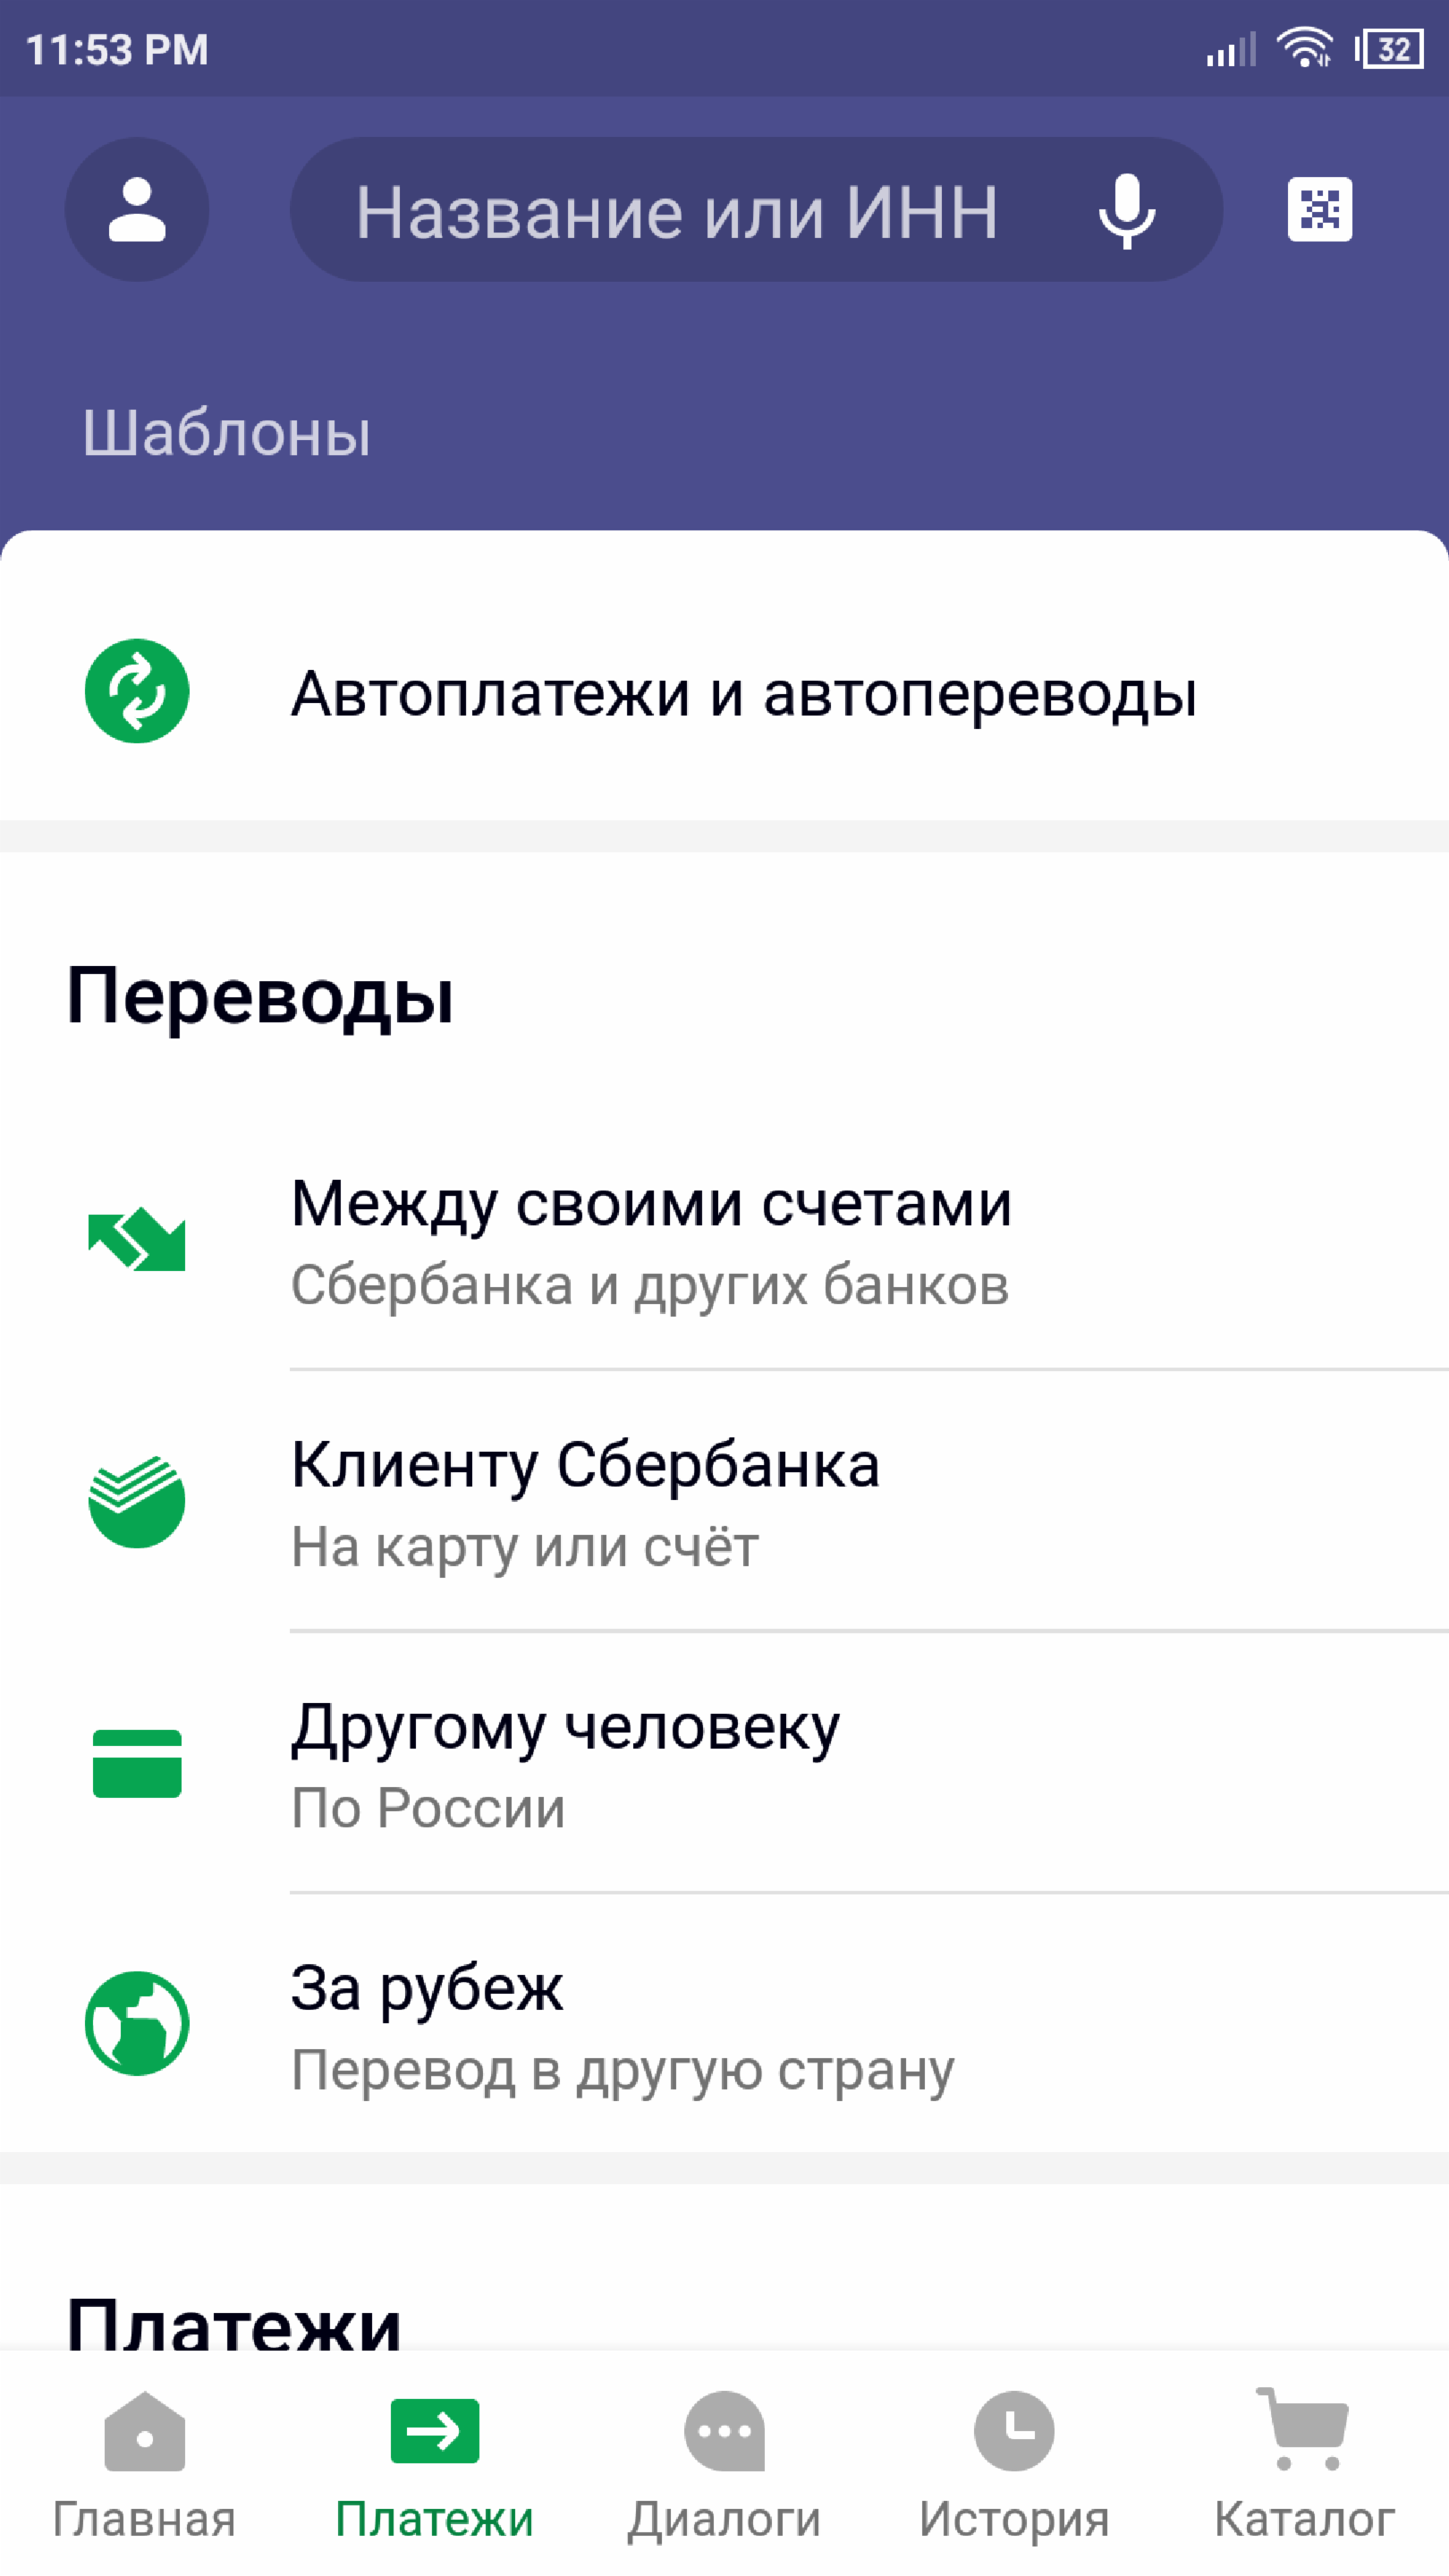 11:53 PM
32
Название или ИНН
Шаблоны
Автоплатежи и автопереводы
Переводы
Между своими счетами
Сбербанка и других банков
Клиенту Сбербанка
На карту или счёт
Другому человеку
По России
За рубеж
Перевод в другую страну
Платежи
Главная
Платежи
Диалоги
История
Каталог